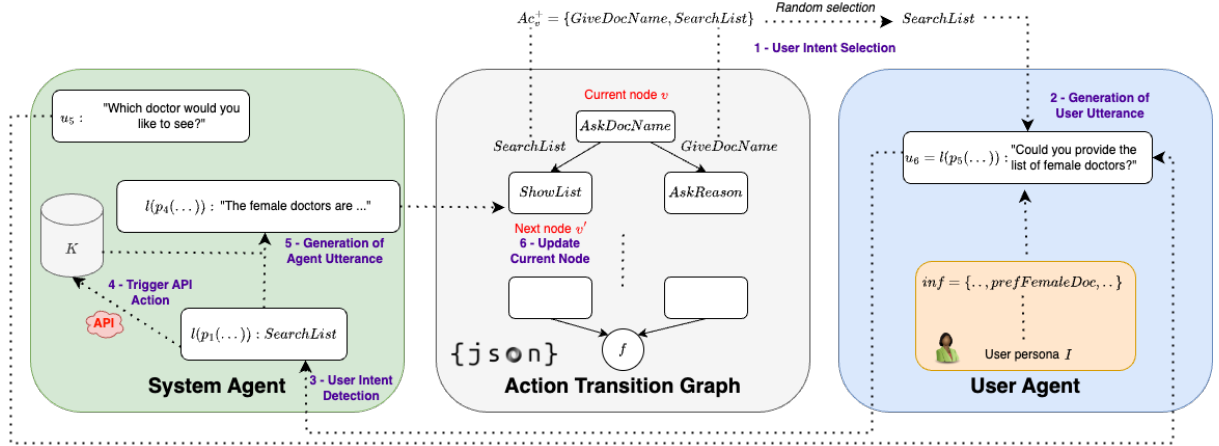 Ac_v^+ = {GiveDocName, SearchList}
Random selection
SearchList
1 - User Intent Selection
u_5 :
"Which doctor would you
like to see?"
Current node v
AskDocName
SearchList
GiveDocName
ShowList
AskReason
Next node v′
6 - Update
Current Node
f
{json}
Action Transition Graph
l(p_4(...)) : "The female doctors are ..."
K
5 - Generation of
Agent Utterance
4 - Trigger API
Action
API
l(p_1(...)) : SearchList
System Agent
3 - User Intent
Detection
2 - Generation of
User Utterance
u_6 = l(p_5(...)) :
"Could you provide the
list of female doctors?"
inf = {.., prefFemaleDoc, ..}
User persona I
User Agent